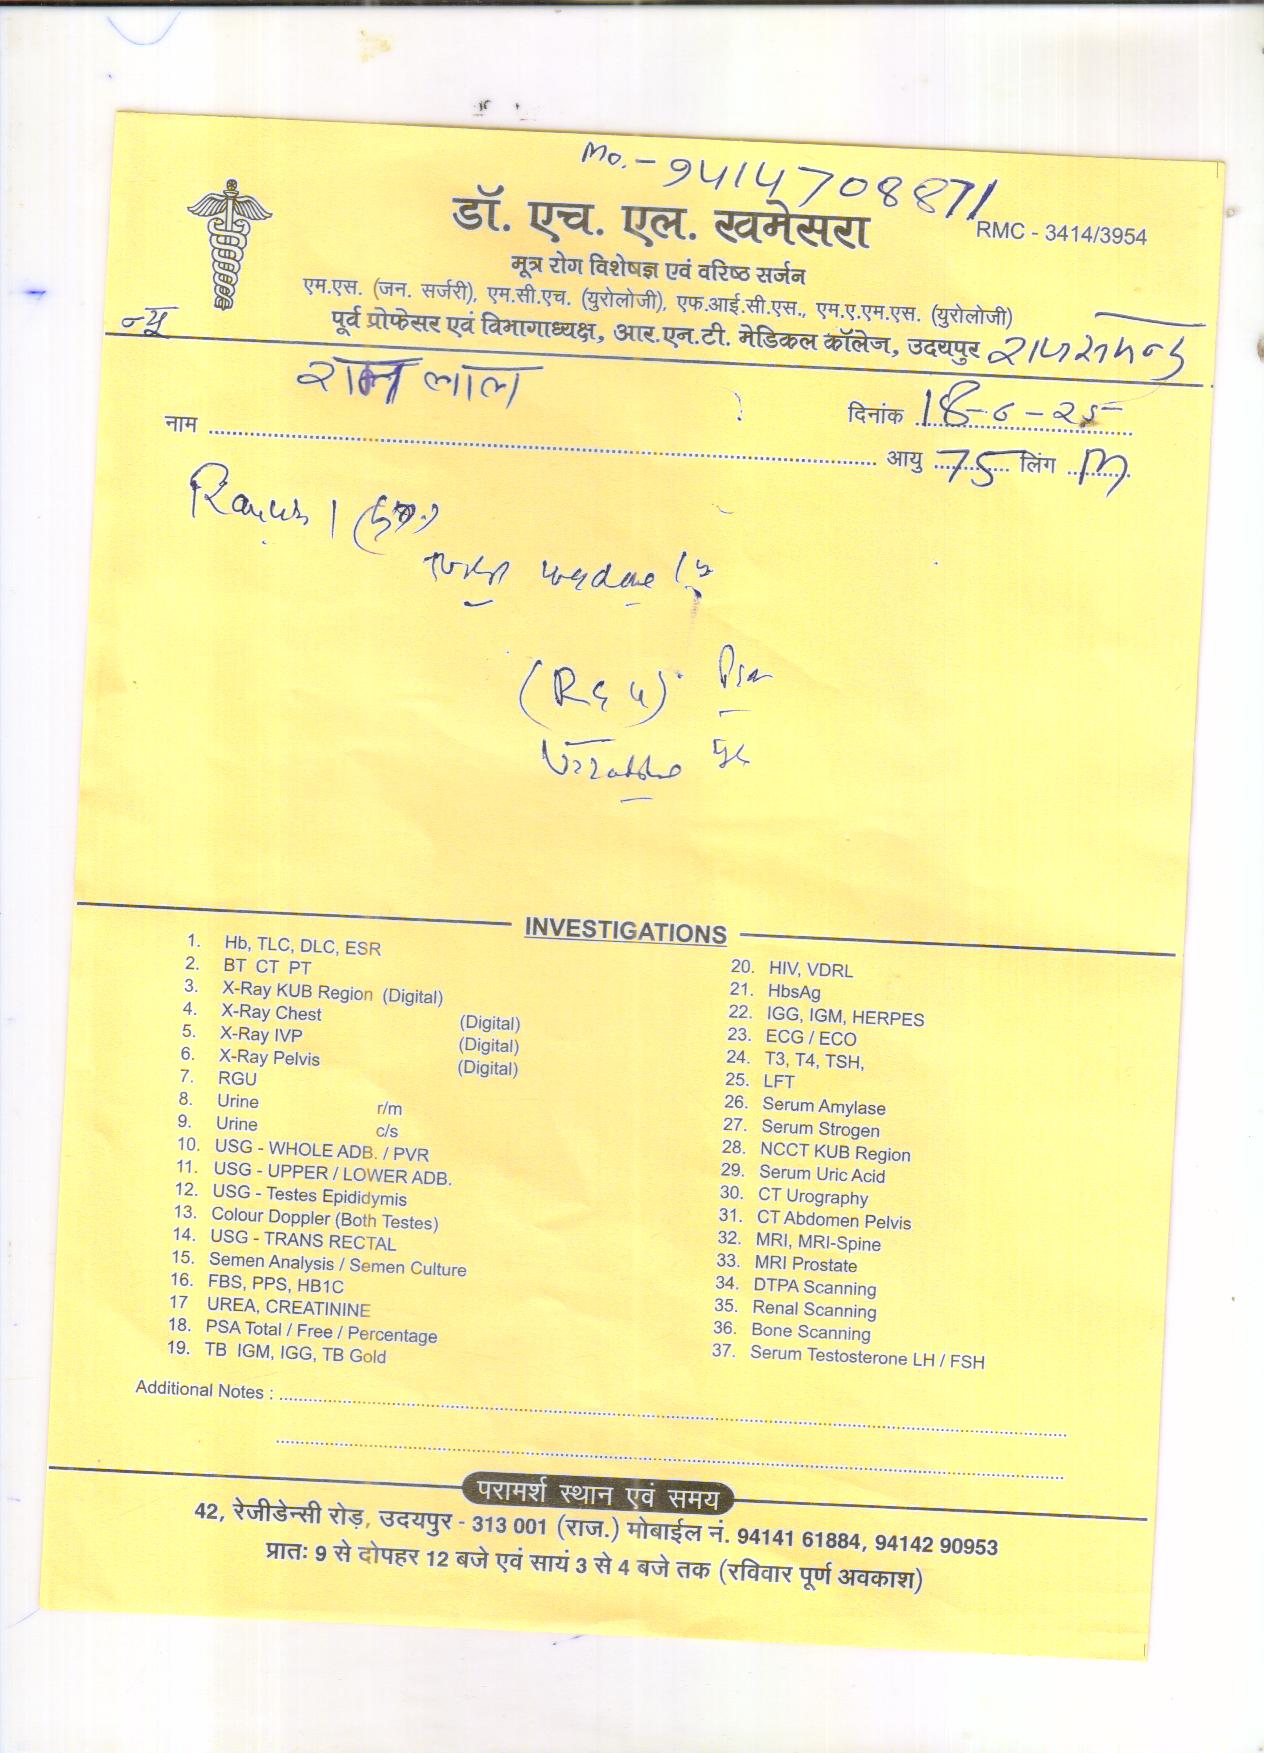 Mo.- 9414708871
डॉ. एच. एल. खमेसरा
RMC - 3414/3954
मूत्र रोग विशेषज्ञ एवं वरिष्ठ सर्जन
एम.एस. (जन. सर्जरी), एम.सी.एच. (युरोलोजी), एफ.आई.सी.एस., एम.ए.एम.एस. (युरोलोजी)
न्यू
पूर्व प्रोफेसर एवं विभागाध्यक्ष, आर.एन.टी. मेडिकल कॉलेज, उदयपुर राजसमन्द
राम लाल
दिनांक 18-6-25
नाम
आयु 75 लिंग M
INVESTIGATIONS
1. Hb, TLC, DLC, ESR
2. BT CT PT
3. X-Ray KUB Region (Digital)
4. X-Ray Chest (Digital)
5. X-Ray IVP (Digital)
6. X-Ray Pelvis (Digital)
7. RGU
8. Urine r/m
9. Urine c/s
10. USG - WHOLE ADB. / PVR
11. USG - UPPER / LOWER ADB.
12. USG - Testes Epididymis
13. Colour Doppler (Both Testes)
14. USG - TRANS RECTAL
15. Semen Analysis / Semen Culture
16. FBS, PPS, HB1C
17 UREA, CREATININE
18. PSA Total / Free / Percentage
19. TB IGM, IGG, TB Gold
20. HIV, VDRL
21. HbsAg
22. IGG, IGM, HERPES
23. ECG / ECO
24. T3, T4, TSH,
25. LFT
26. Serum Amylase
27. Serum Strogen
28. NCCT KUB Region
29. Serum Uric Acid
30. CT Urography
31. CT Abdomen Pelvis
32. MRI, MRI-Spine
33. MRI Prostate
34. DTPA Scanning
35. Renal Scanning
36. Bone Scanning
37. Serum Testosterone LH / FSH
Additional Notes :
परामर्श स्थान एवं समय
42, रेजीडेन्सी रोड़, उदयपुर - 313 001 (राज.) मोबाईल नं. 94141 61884, 94142 90953
प्रातः 9 से दोपहर 12 बजे एवं सायं 3 से 4 बजे तक (रविवार पूर्ण अवकाश)